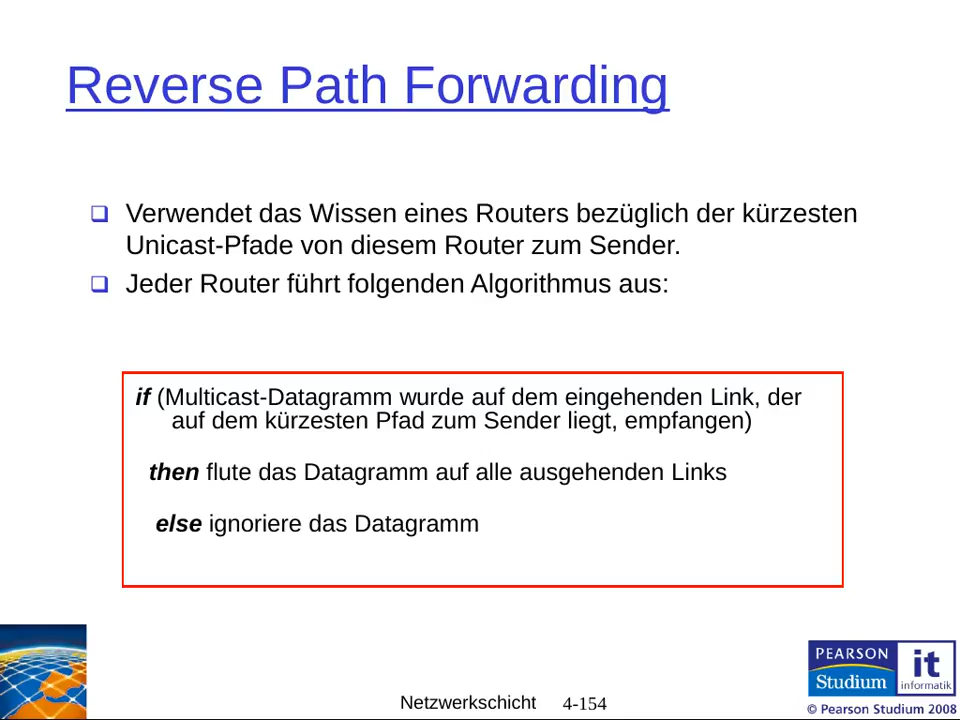 Reverse Path Forwarding
Verwendet das Wissen eines Routers bezüglich der kürzesten
Unicast-Pfade von diesem Router zum Sender.
Jeder Router führt folgenden Algorithmus aus:
if (Multicast-Datagramm wurde auf dem eingehenden Link, der
auf dem kürzesten Pfad zum Sender liegt, empfangen)
then flute das Datagramm auf alle ausgehenden Links
else ignoriere das Datagramm
PEARSON
Studium
it
informatik
Netzwerkschicht 4-154
© Pearson Studium 2008